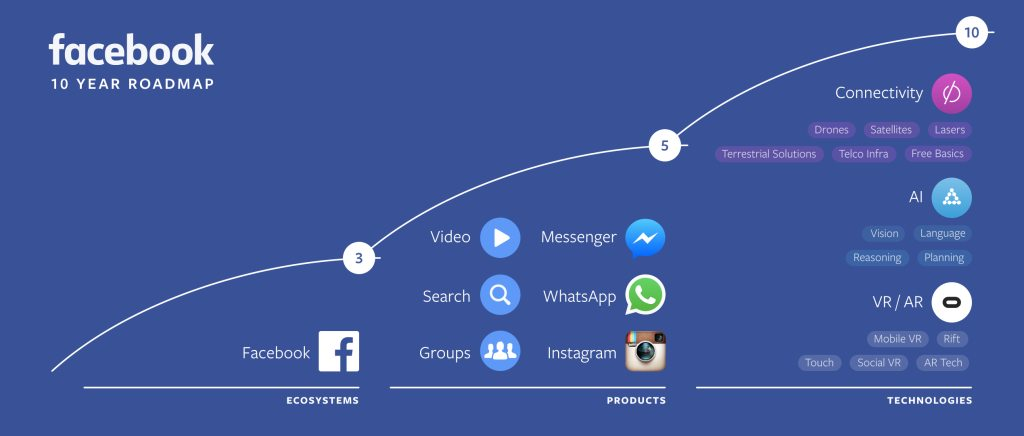 facebook
10 YEAR ROADMAP
3
5
10
Facebook
ECOSYSTEMS
Video
Messenger
Search
WhatsApp
Groups
Instagram
PRODUCTS
Connectivity
Drones Satellites Lasers
Terrestrial Solutions Telco Infra Free Basics
AI
Vision Language
Reasoning Planning
VR / AR
Mobile VR Rift
Touch Social VR AR Tech
TECHNOLOGIES